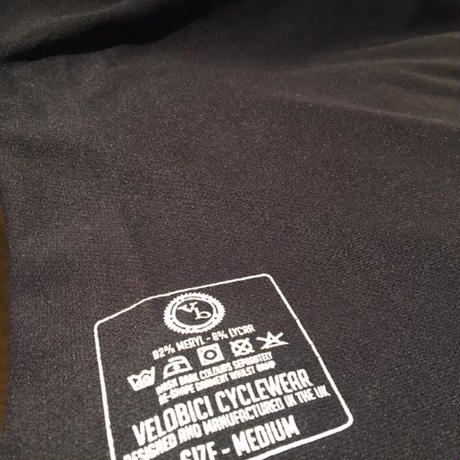 Vb
92% MERYL - 8% LYCRA
WASH DARK COLOURS SEPARATELY
RE-SHAPE GARMENT WHILST DAMP
VELOBICI CYCLEWEAR
DESIGNED AND MANUFACTURED IN THE UK
SIZE - MEDIUM